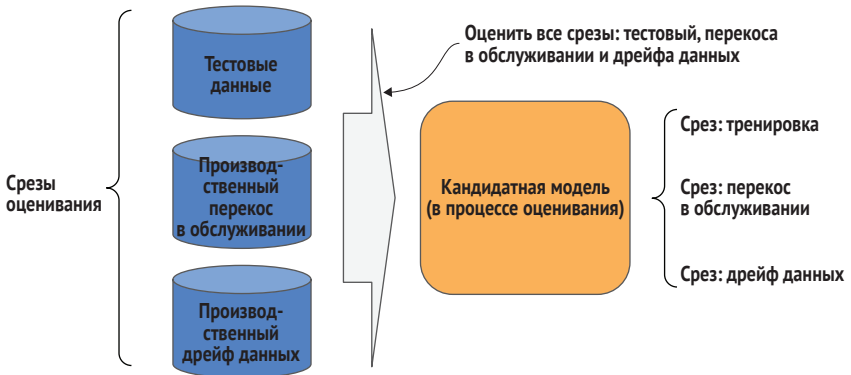 Срезы
оценивания
Тестовые
данные
Производ-
ственный
перекос
в обслуживании
Производ-
ственный
дрейф данных
Оценить все срезы: тестовый, перекоса
в обслуживании и дрейфа данных
Кандидатная модель
(в процессе оценивания)
Срез: тренировка
Срез: перекос
в обслуживании
Срез: дрейф данных